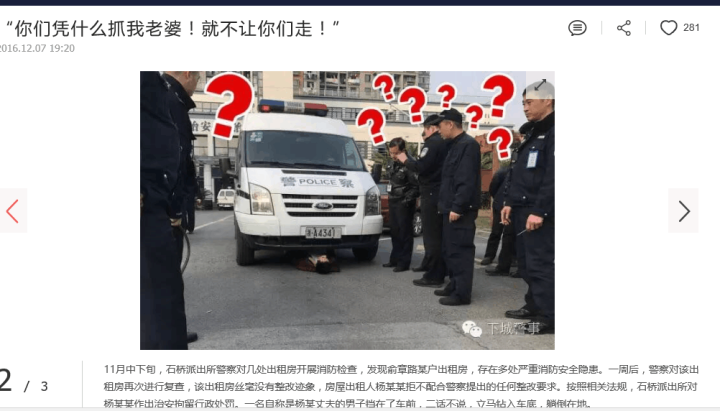 “你们凭什么抓我老婆！就不让你们走！”
2016.12.07 19:20
281
?
? ? ? ? ? ? ?
治安
警 POLICE 察
A434
下城警事
2 / 3
11月中下旬，石桥派出所警察对几处出租房开展消防检查，发现俞章路某户出租房，存在多处严重消防安全隐患。一周后，警察对该出
租房再次进行复查，该出租房丝毫没有整改迹象，房屋出租人杨某某拒不配合警察提出的任何整改要求。按照相关法规，石桥派出所对
杨某某作出治安拘留行政处罚。一名自称是杨某丈夫的男子挡在了车前，二话不说，立马钻入车底，躺倒在地。